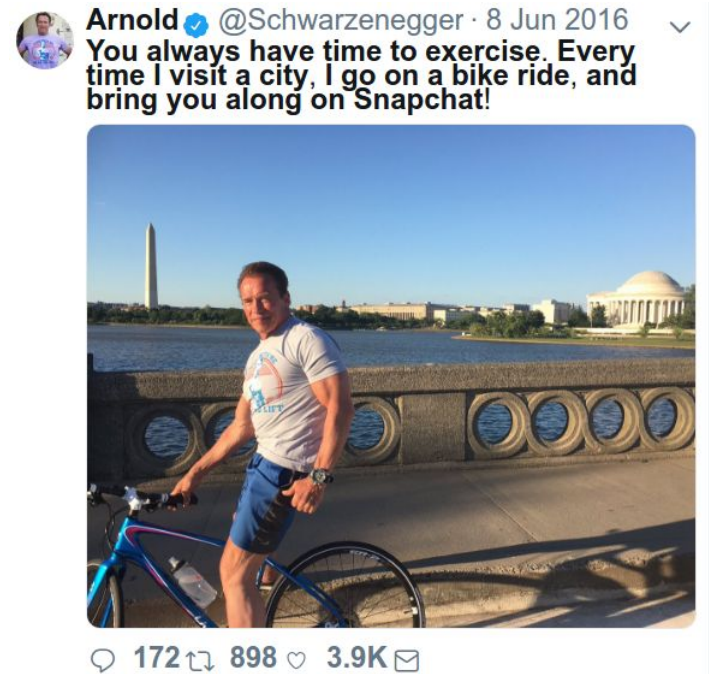 Arnold @Schwarzenegger · 8 Jun 2016
You always have time to exercise. Every
time I visit a city, I go on a bike ride, and
bring you along on Snapchat!
LIFT
172 898 3.9K